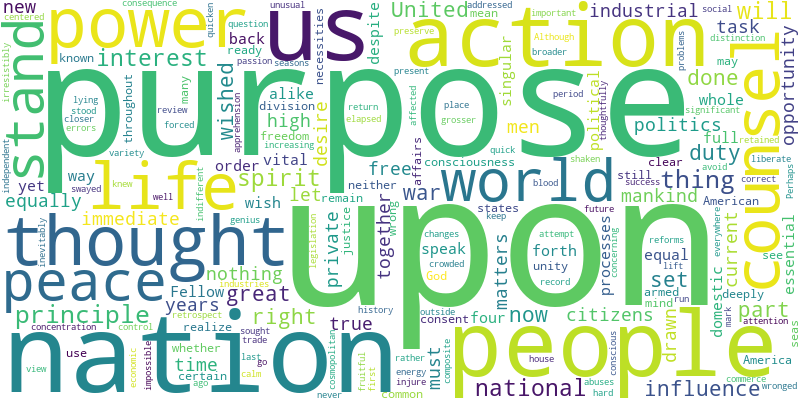 purpose
upon
nation
people
us
action
power
life
world
thought
peace
counsel
stand
will
new
United
industrial
task
opportunity
interest
back
despite
mean
singular
done
whole
may
politics
political
men
full
duty
high
alike
wished
desire
necessities
known
ready
division
freedom
vital
order
spirit
free
way
yet
equally
wish
immediate
let
remain
war
affairs
consciousness
neither
still
clear
thing
mankind
American
states
principle
years
Fellow
nothing
great
right
private
justice
together
speak
forth
unity
matters
processes
equal
set
current
essential
domestic
part
deeply
armed
mind
drawn
citizens
now
four
must
consent
true
realize
time
whether
certain
use
national
influence
America
common
consequence
quicken
question
unusual
addressed
important
social
centered
irresistibly
passion
seasons
preserve
Although
broader
distinction
problems
present
lying
stood
closer
errors
throughout
many
review
forced
apprehension
increasing
return
elapsed
affected
place
grosser
period
thoughtfully
significant
retained
independent
variety
knew
swayed
well
indifferent
genius
quick
shaken
avoid
liberate
correct
Perhaps
success
blood
future
keep
wrong
legislation
industries
changes
crowded
God
attempt
record
concerning
reforms
lift
run
everywhere
see
mark
attention
seas
inevitably
concentration
control
retrospect
impossible
economic
view
ago
sought
trade
last
calm
go
never
cosmopolitan
history
fruitful
first
outside
rather
energy
injure
composite
house
conscious
abuses
hard
commerce
wronged